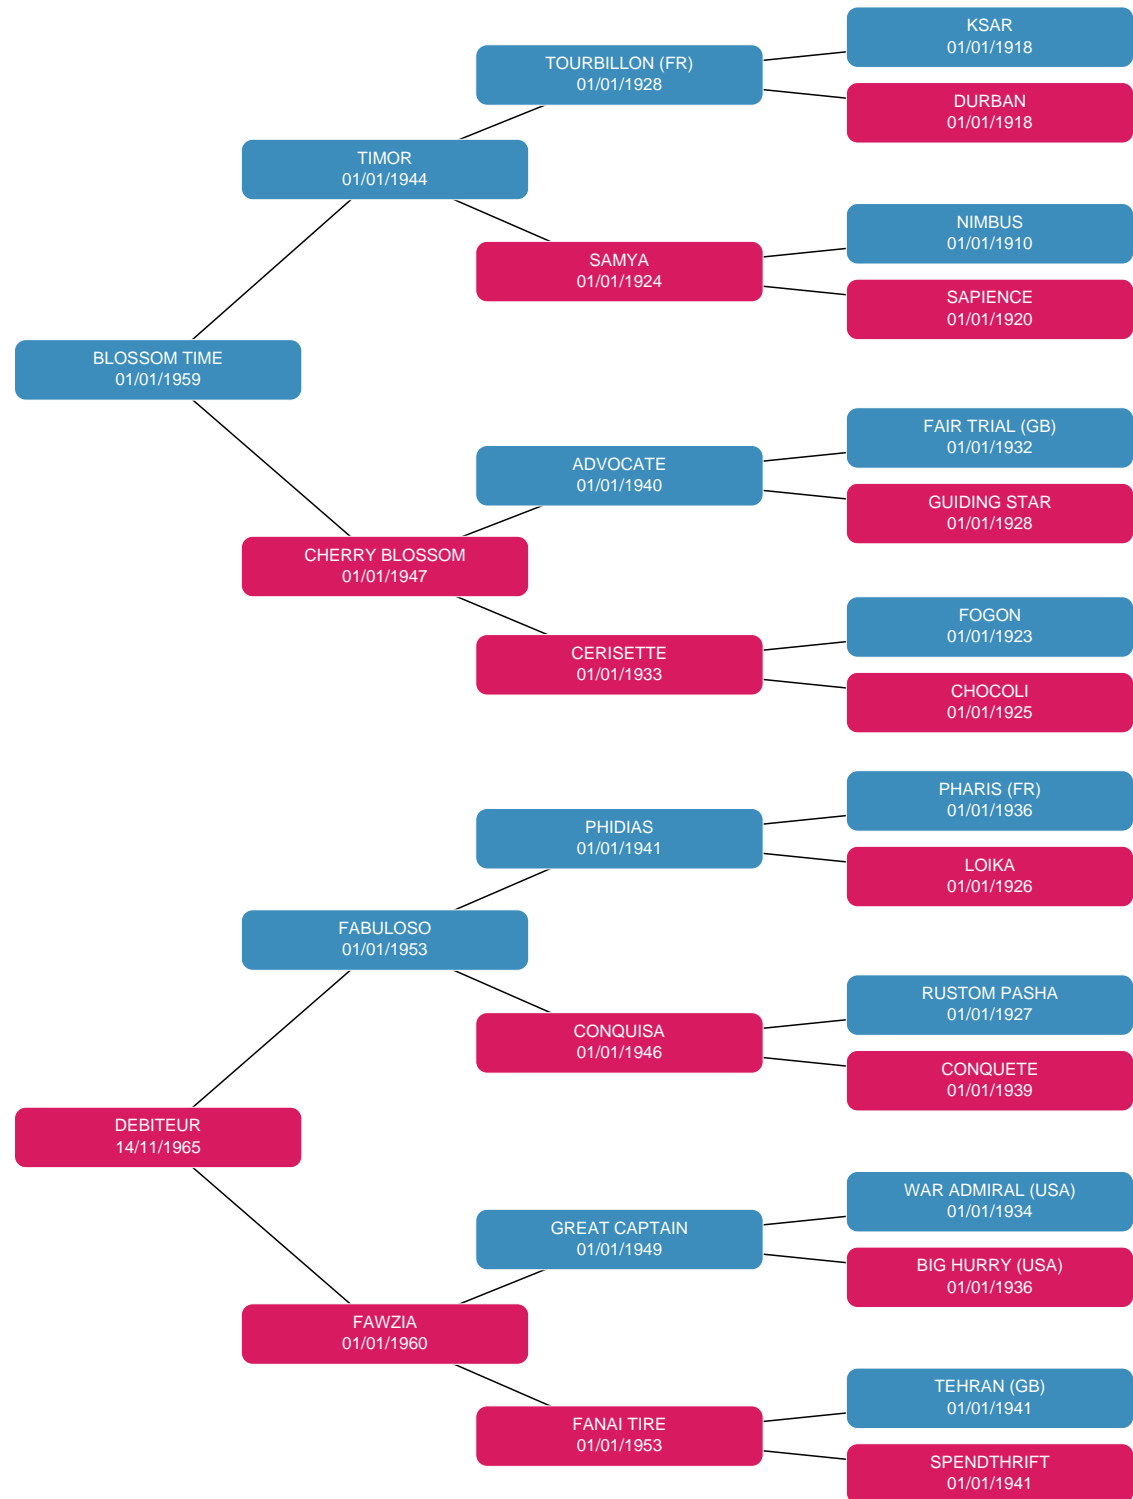 KSAR
01/01/1918
TOURBILLON (FR)
01/01/1928
DURBAN
01/01/1918
TIMOR
01/01/1944
NIMBUS
01/01/1910
SAMYA
01/01/1924
SAPIENCE
01/01/1920
BLOSSOM TIME
01/01/1959
FAIR TRIAL (GB)
01/01/1932
ADVOCATE
01/01/1940
GUIDING STAR
01/01/1928
CHERRY BLOSSOM
01/01/1947
FOGON
01/01/1923
CERISETTE
01/01/1933
CHOCOLI
01/01/1925
PHARIS (FR)
01/01/1936
PHIDIAS
01/01/1941
LOIKA
01/01/1926
FABULOSO
01/01/1953
RUSTOM PASHA
01/01/1927
CONQUISA
01/01/1946
CONQUETE
01/01/1939
DEBITEUR
14/11/1965
WAR ADMIRAL (USA)
01/01/1934
GREAT CAPTAIN
01/01/1949
BIG HURRY (USA)
01/01/1936
FAWZIA
01/01/1960
TEHRAN (GB)
01/01/1941
FANAI TIRE
01/01/1953
SPENDTHRIFT
01/01/1941